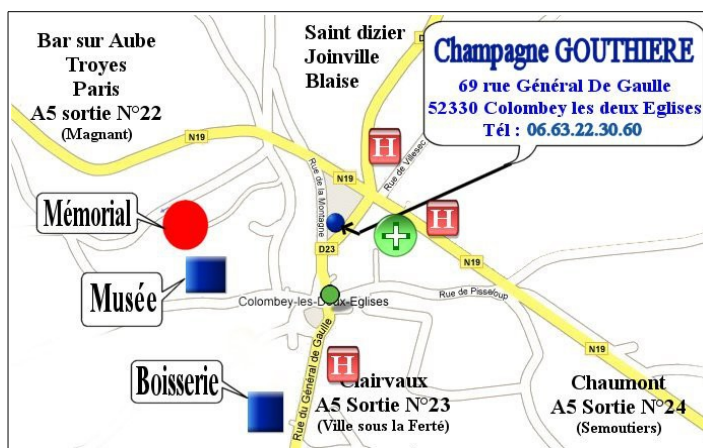 Bar sur Aube
Troyes
Paris
A5 sortie N°22
(Magnant)
Saint dizier
Joinville
Blaise
D
Champagne GOUTHIERE
69 rue Général De Gaulle
52330 Colombey les deux Eglises
Tél : 06.63.22.30.60
N19
Rue de la Montagne
H
Rue de Villesec
N19
Mémorial
H
D23
N19
Musée
Colombey-les-Deux-Eglises
Rue de Pisseloup
Rue du Général de Gaulle
H
N19
Boisserie
Clairvaux
A5 Sortie N°23
(Ville sous la Ferté)
Chaumont
A5 Sortie N°24
(Semoutiers)